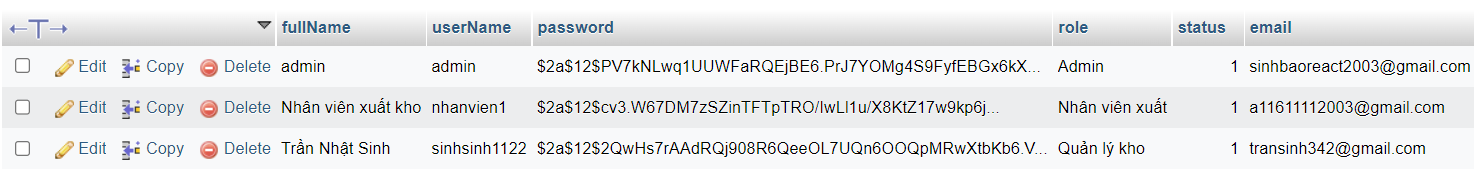 fullName userName password role status email
Edit Copy Delete admin admin $2a$12$PV7kNLwq1UUWFaRQEjBE6.PrJ7YOMg4S9FyfEBGx6kX... Admin 1 sinhbaoreact2003@gmail.com
Edit Copy Delete Nhân viên xuất kho nhanvien1 $2a$12$cv3.W67DM7zSZinTFTpTRO/IwLl1u/X8KtZ17w9kp6j... Nhân viên xuất 1 a11611112003@gmail.com
Edit Copy Delete Trần Nhật Sinh sinhsinh1122 $2a$12$2QwHs7rAAdRQj908R6QeeOL7UQn6OOQpMRwXtbKb6.V... Quản lý kho 1 transinh342@gmail.com